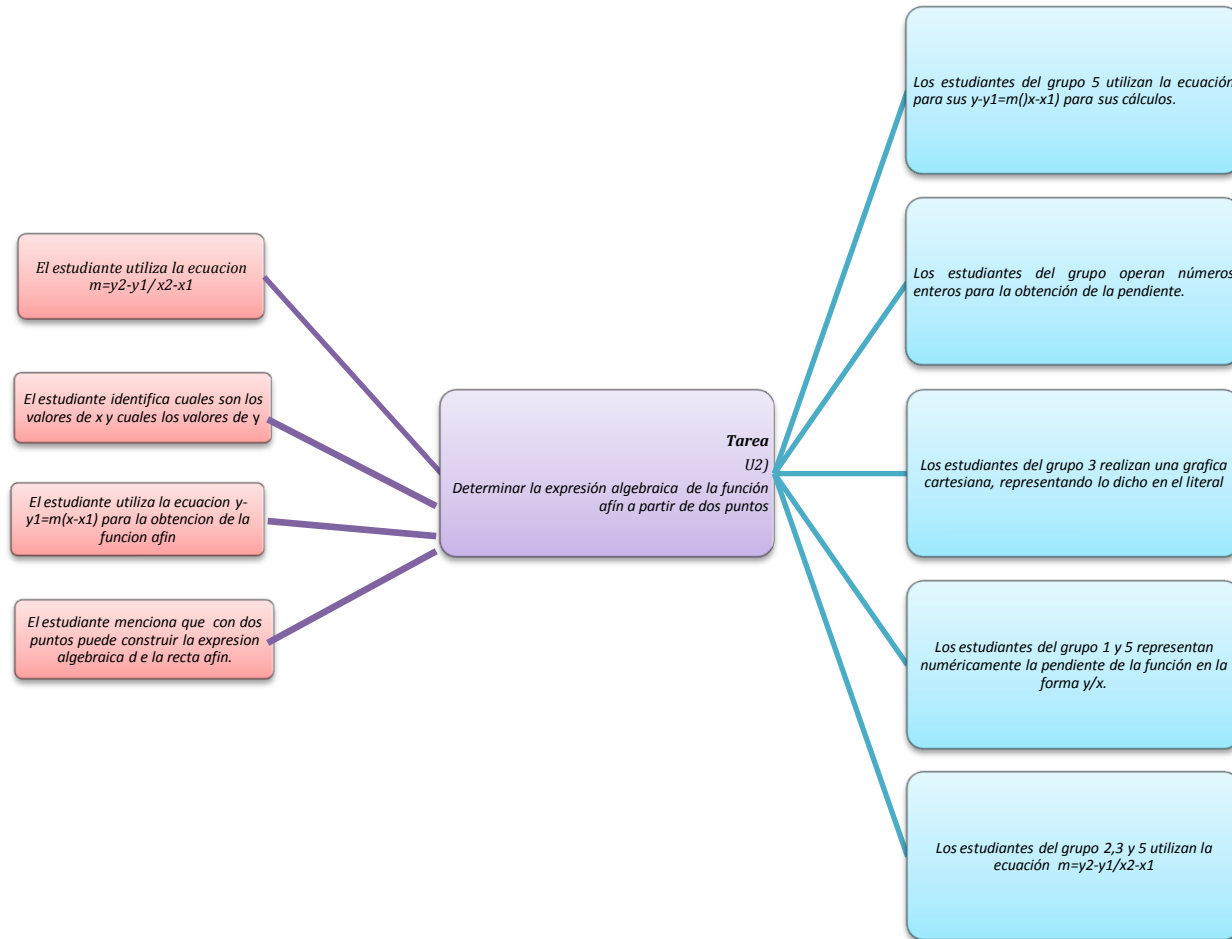 El estudiante utiliza la ecuacion
m=y2-y1/ x2-x1
El estudiante identifica cuales son los
valores de x y cuales los valores de y
El estudiante utiliza la ecuacion y-
y1=m(x-x1) para la obtencion de la
funcion afin
El estudiante menciona que con dos
puntos puede construir la expresion
algebraica d e la recta afin.
Tarea
U2)
Determinar la expresión algebraica de la función
afín a partir de dos puntos
Los estudiantes del grupo 5 utilizan la ecuación
para sus y-y1=m()x-x1) para sus cálculos.
Los estudiantes del grupo operan números
enteros para la obtención de la pendiente.
Los estudiantes del grupo 3 realizan una grafica
cartesiana, representando lo dicho en el literal
Los estudiantes del grupo 1 y 5 representan
numéricamente la pendiente de la función en la
forma y/x.
Los estudiantes del grupo 2,3 y 5 utilizan la
ecuación m=y2-y1/x2-x1